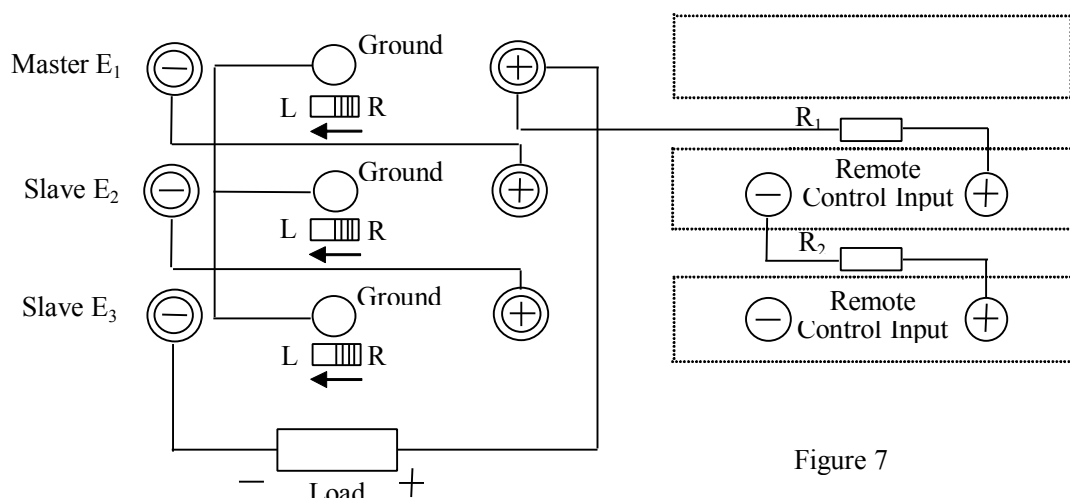 Ground
Master E₁
L R
R₁
Ground
Remote
Control Input
Slave E₂
L R
R₂
Ground
Remote
Control Input
Slave E₃
L R
Load
Figure 7